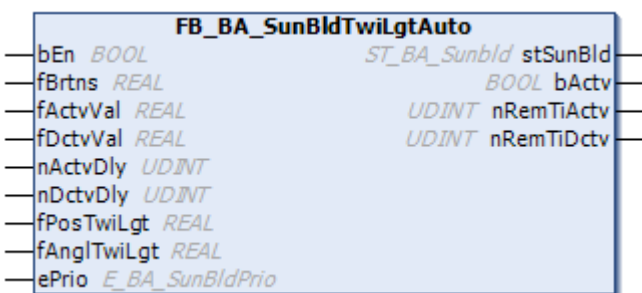 FB_BA_SunBldTwiLgtAuto
bEn BOOL ST_BA_Sunbld stSunBld
fBrtns REAL BOOL bActv
fActvVal REAL UDINT nRemTiActv
fDctvVal REAL UDINT nRemTiDctv
nActvDly UDINT
nDctvDly UDINT
fPosTwiLgt REAL
fAnglTwiLgt REAL
ePrio E_BA_SunBldPrio